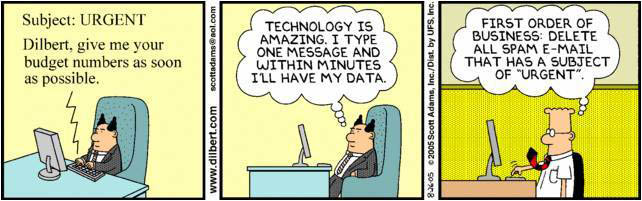 Subject: URGENT
Dilbert, give me your
budget numbers as soon
as possible.
www.dilbert.com scottadams@aol.com
TECHNOLOGY IS
AMAZING. I TYPE
ONE MESSAGE AND
WITHIN MINUTES
I'LL HAVE MY DATA.
8-26-05 ©2005 Scott Adams, Inc./Dist. by UFS, Inc.
FIRST ORDER OF
BUSINESS: DELETE
ALL SPAM E-MAIL
THAT HAS A SUBJECT
OF "URGENT".